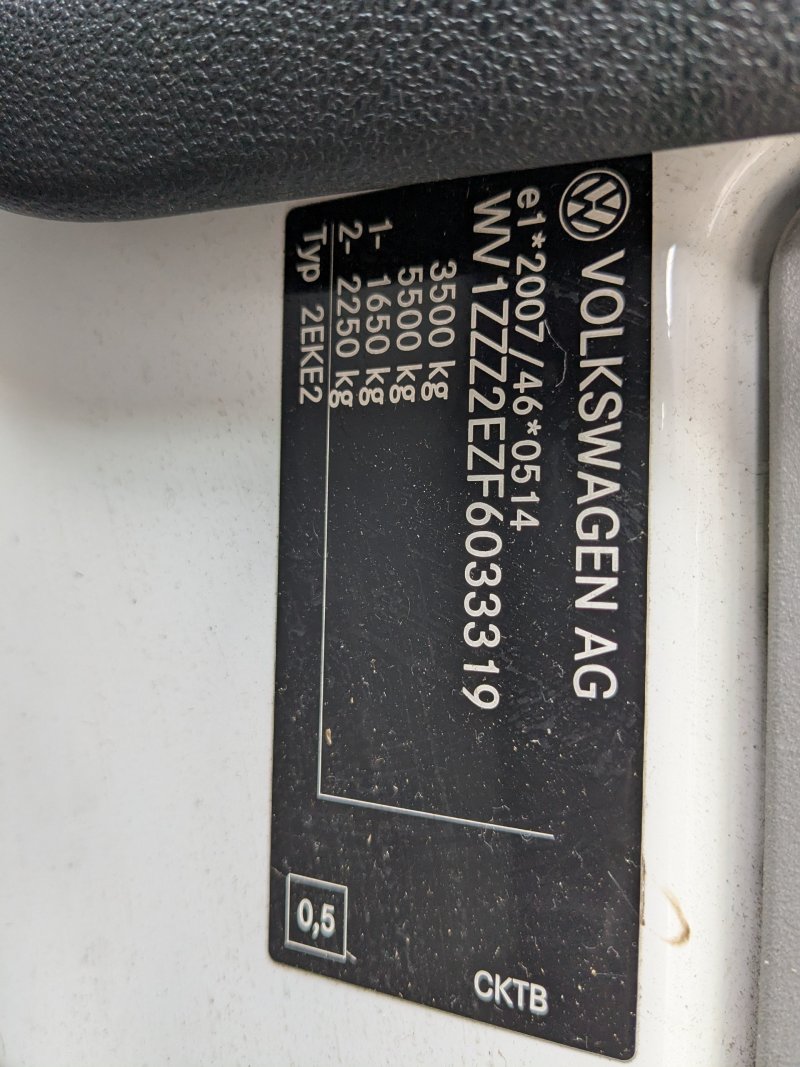 VOLKSWAGEN AG
e1*2007/46*0514
WV1ZZZ2EZF6033319
3500 kg
5500 kg
1- 1650 kg
2- 2250 kg
Typ 2EKE2
0,5
CKTB